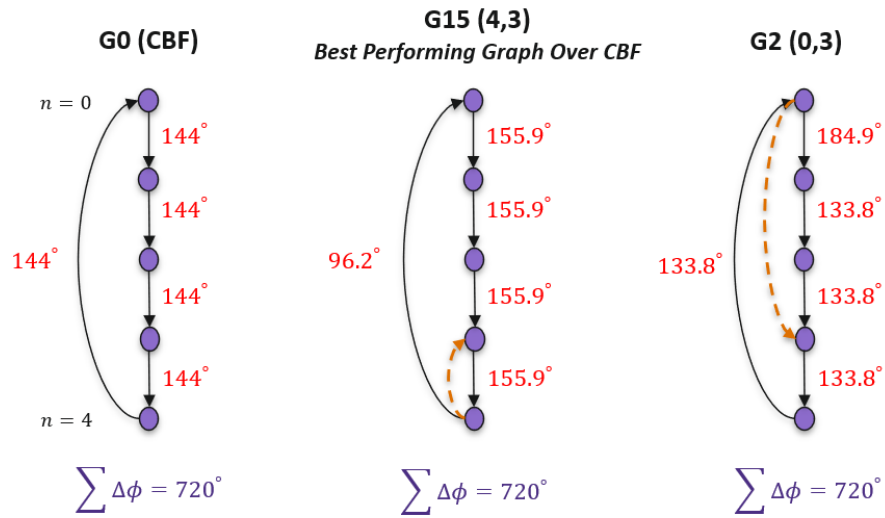 G0 (CBF)
G15 (4,3)
Best Performing Graph Over CBF
G2 (0,3)
n = 0
144°
144°
144°
144°
144°
n = 4
∑ Δϕ = 720°
155.9°
155.9°
96.2°
155.9°
155.9°
∑ Δϕ = 720°
184.9°
133.8°
133.8°
133.8°
133.8°
∑ Δϕ = 720°